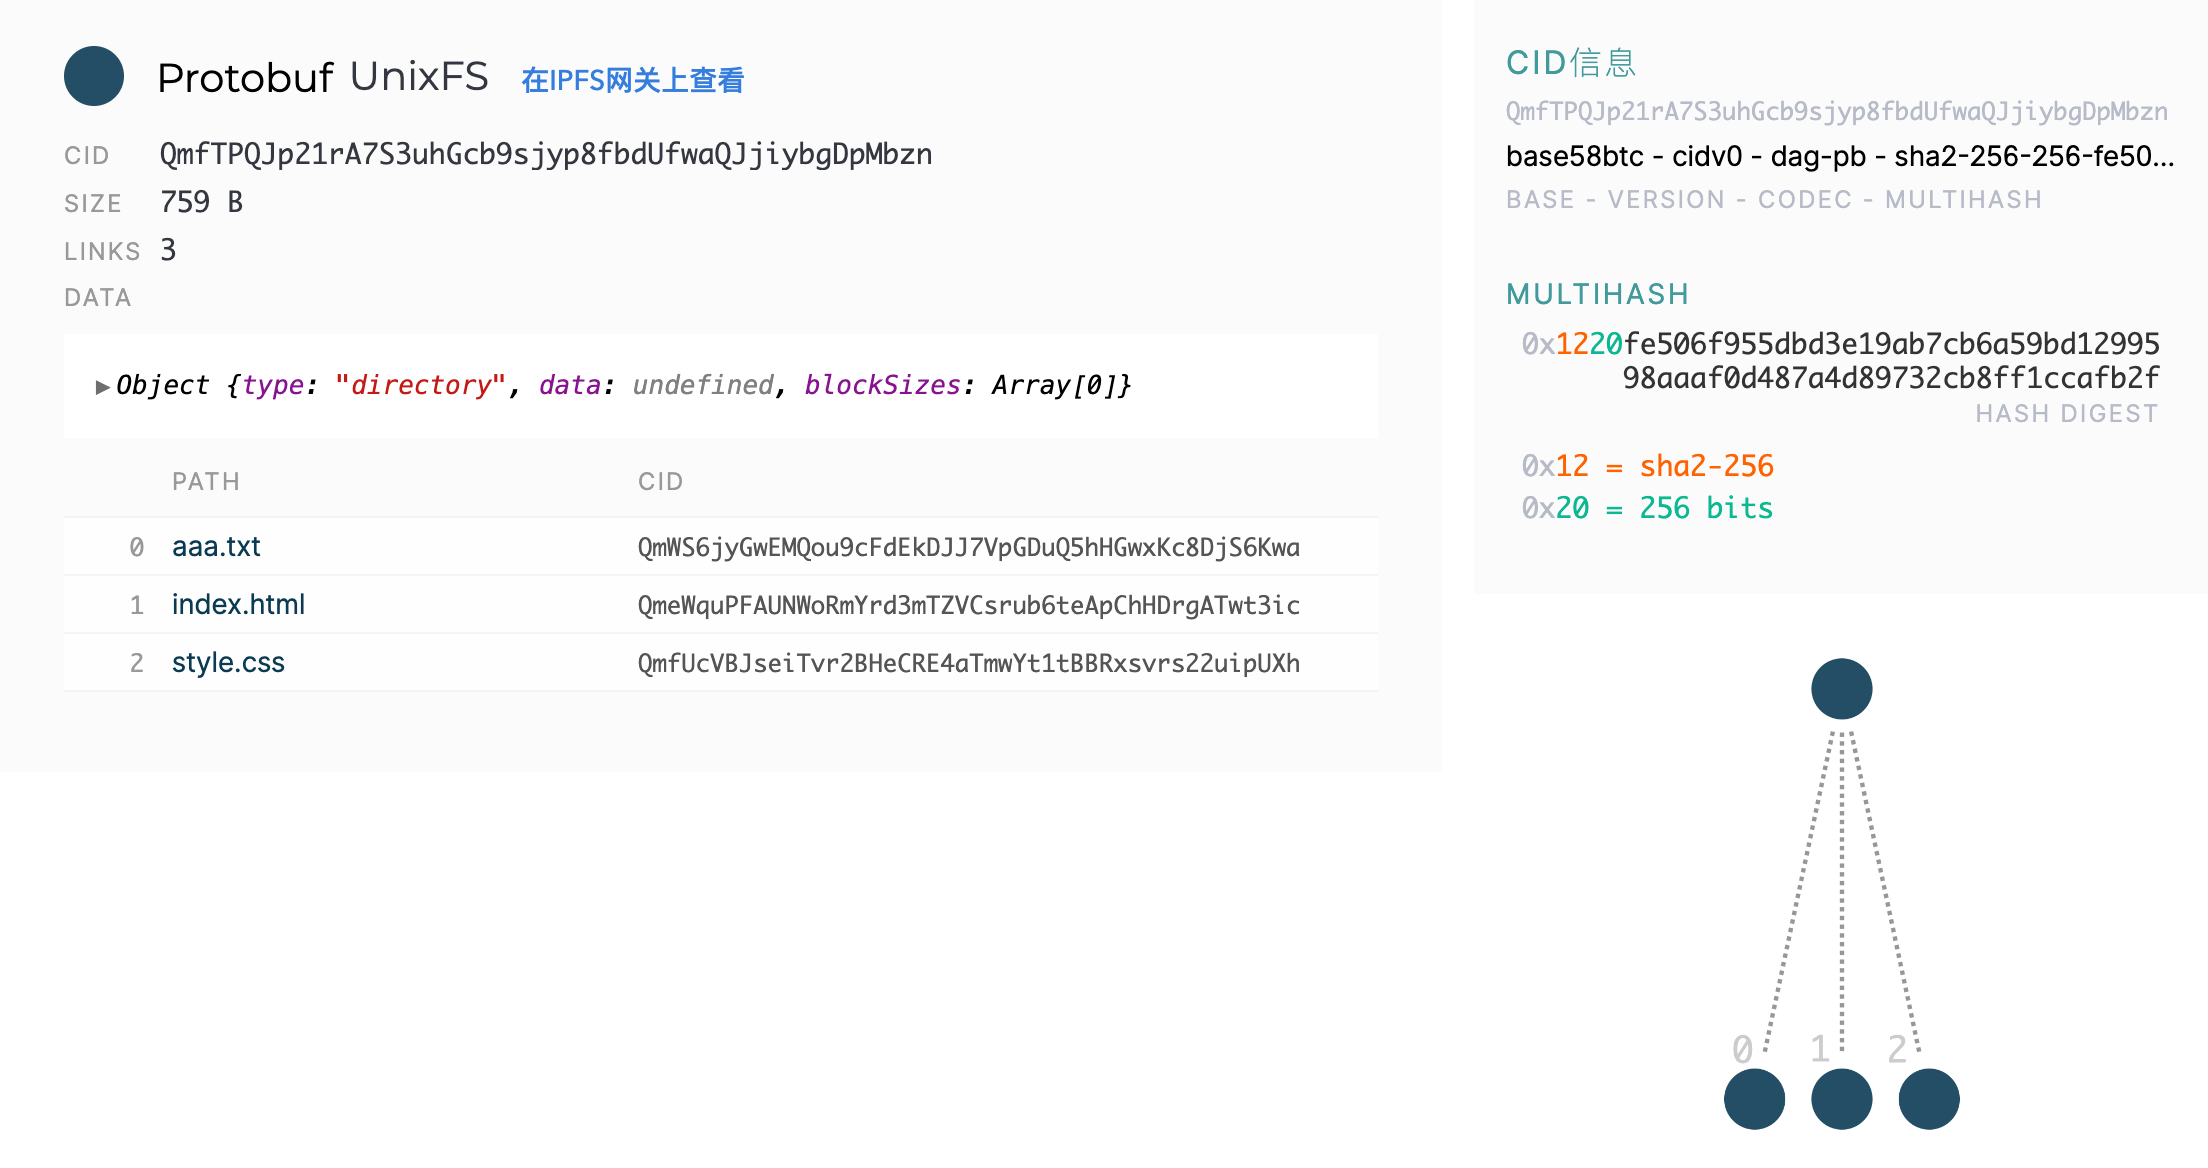 Protobuf UnixFS 在IPFS网关上查看
CID QmfTPQJp21rA7S3uhGcb9sjyp8fbdUfwaQJjiybgDpMbzn
SIZE 759 B
LINKS 3
DATA
▶Object {type: "directory", data: undefined, blockSizes: Array[0]}
PATH CID
0 aaa.txt QmWS6jyGwEMQou9cFdEkDJJ7VpGDuQ5hHGwxKc8DjS6Kwa
1 index.html QmeWquPFAUNWoRmYrd3mTZVCsrub6teApChHDrgATwt3ic
2 style.css QmfUcVBJseiTvr2BHeCRE4aTmwYt1tBBRxsvrs22uipUXh
CID信息
QmfTPQJp21rA7S3uhGcb9sjyp8fbdUfwaQJjiybgDpMbzn
base58btc - cidv0 - dag-pb - sha2-256-256-fe50...
BASE - VERSION - CODEC - MULTIHASH
MULTIHASH
0x1220fe506f955dbd3e19ab7cb6a59bd12995
98aaaf0d487a4d89732cb8ff1ccafb2f
HASH DIGEST
0x12 = sha2-256
0x20 = 256 bits
0 1 2